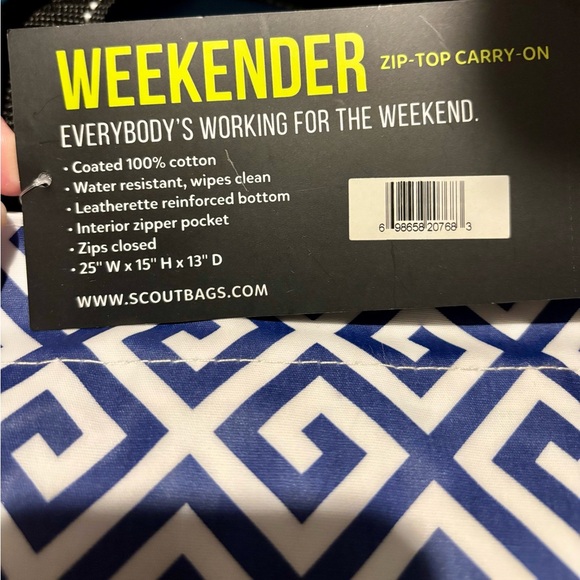 WEEKENDER ZIP-TOP CARRY-ON
EVERYBODY'S WORKING FOR THE WEEKEND.
• Coated 100% cotton
• Water resistant, wipes clean
• Leatherette reinforced bottom
• Interior zipper pocket
• Zips closed
• 25" W x 15" H x 13" D
WWW.SCOUTBAGS.COM
6 98658 20768 3